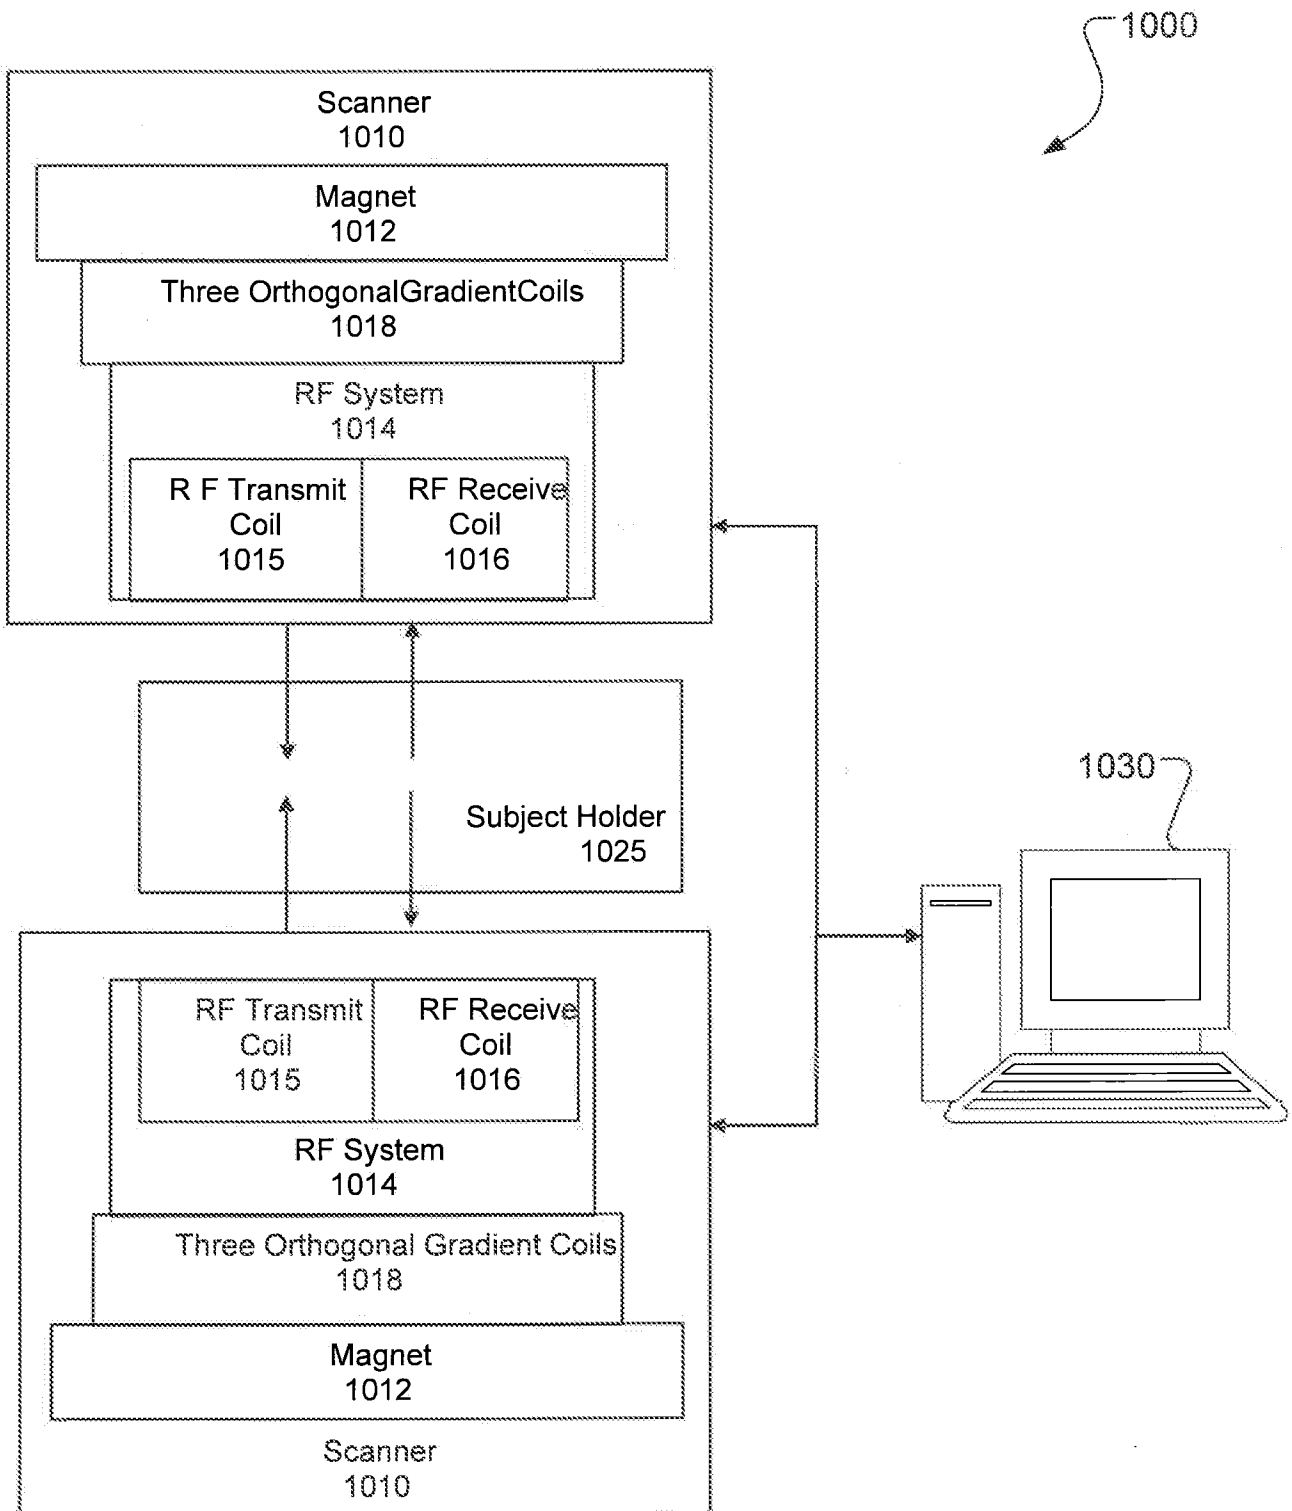 1000
Scanner
1010
Magnet
1012
Three OrthogonalGradientCoils
1018
RF System
1014
R F Transmit
Coil
1015
RF Receive
Coil
1016
Subject Holder
1025
1030
RF Transmit
Coil
1015
RF Receive
Coil
1016
RF System
1014
Three Orthogonal Gradient Coils
1018
Magnet
1012
Scanner
1010